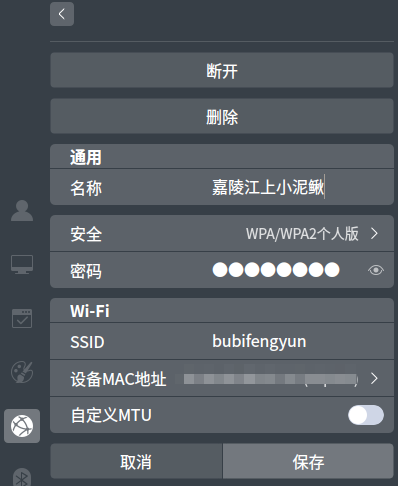 断开
删除
通用
名称 嘉陵江上小泥鳅
安全 WPA/WPA2个人版
密码 ●●●●●●●●
Wi-Fi
SSID bubifengyun
设备MAC地址
自定义MTU
取消 保存